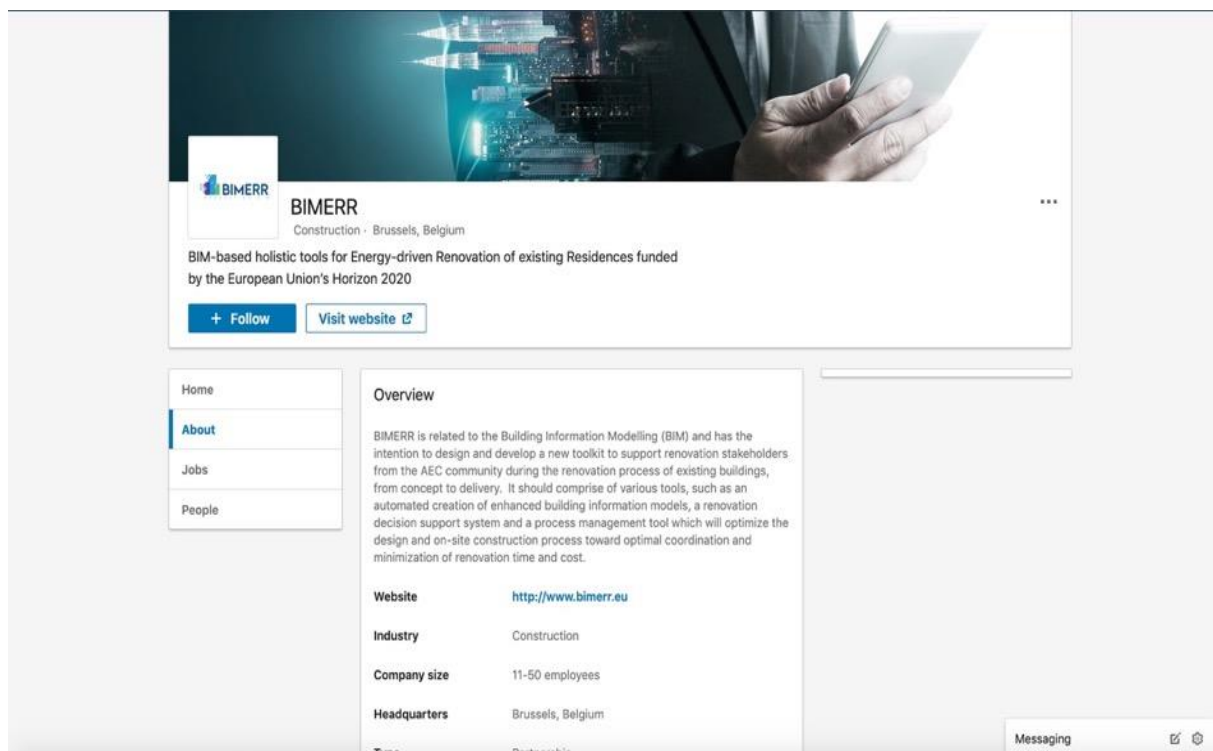 BIMERR
BIMERR
Construction · Brussels, Belgium
BIM-based holistic tools for Energy-driven Renovation of existing Residences funded
by the European Union's Horizon 2020
+ Follow
Visit website
Home
About
Jobs
People
Overview
BIMERR is related to the Building Information Modelling (BIM) and has the
intention to design and develop a new toolkit to support renovation stakeholders
from the AEC community during the renovation process of existing buildings,
from concept to delivery. It should comprise of various tools, such as an
automated creation of enhanced building information models, a renovation
decision support system and a process management tool which will optimize the
design and on-site construction process toward optimal coordination and
minimization of renovation time and cost.
Website http://www.bimerr.eu
Industry Construction
Company size 11-50 employees
Headquarters Brussels, Belgium
Messaging